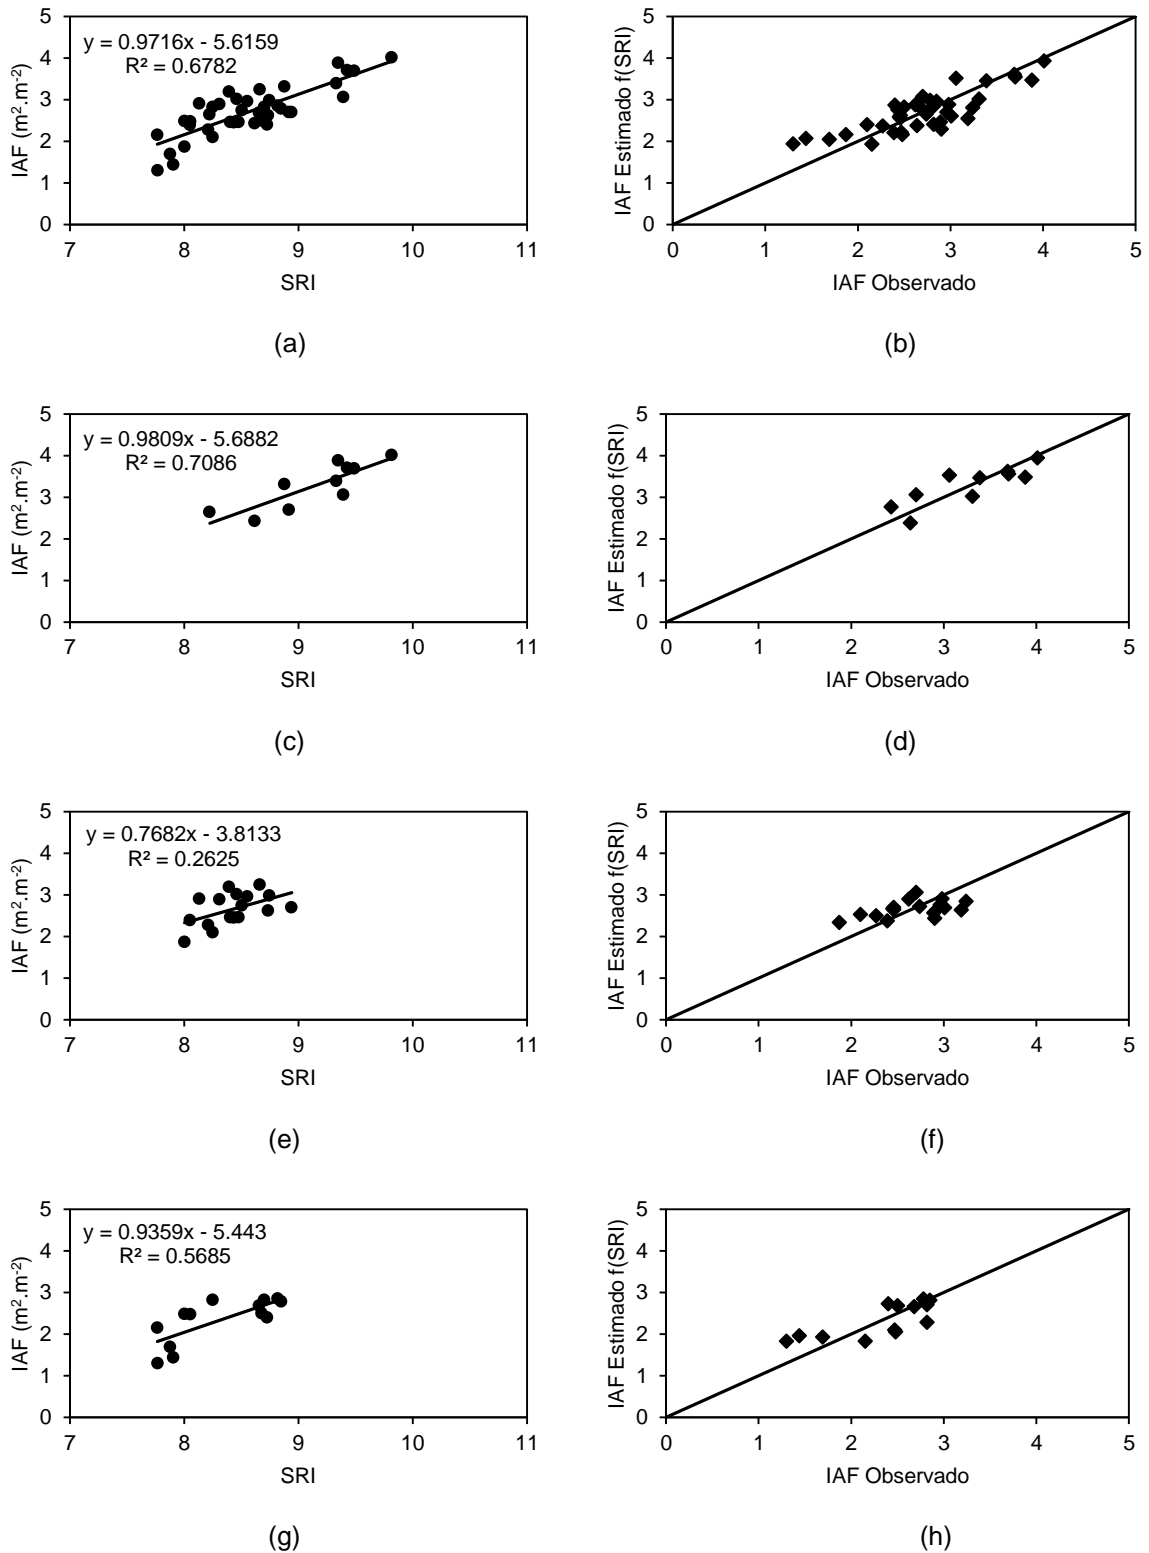 y = 0.9716x - 5.6159
R² = 0.6782
5
4
3
2
1
0
7 8 9 10 11
IAF (m².m⁻²)
SRI
(a)
5
4
3
2
1
0
0 1 2 3 4 5
IAF Estimado f(SRI)
IAF Observado
(b)
y = 0.9809x - 5.6882
R² = 0.7086
5
4
3
2
1
0
7 8 9 10 11
IAF (m².m⁻²)
SRI
(c)
5
4
3
2
1
0
0 1 2 3 4 5
IAF Estimado f(SRI)
IAF Observado
(d)
y = 0.7682x - 3.8133
R² = 0.2625
5
4
3
2
1
0
7 8 9 10 11
IAF (m².m⁻²)
SRI
(e)
5
4
3
2
1
0
0 1 2 3 4 5
IAF Estimado f(SRI)
IAF Observado
(f)
y = 0.9359x - 5.443
R² = 0.5685
5
4
3
2
1
0
7 8 9 10 11
IAF (m².m⁻²)
SRI
(g)
5
4
3
2
1
0
0 1 2 3 4 5
IAF Estimado f(SRI)
IAF Observado
(h)